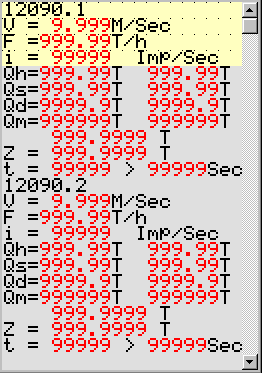 12090.1
V = 9.999M/Sec
F =999.99T/h
i = 99999 Imp/Sec
Qh=999.99T 999.99T
Qs=999.99T 999.99T
Qd=9999.9T 9999.9T
Qm=999999T 999999T
999.9999 T
Z = 999.9999 T
t = 99999 > 99999Sec
12090.2
V = 9.999M/Sec
F =999.99T/h
i = 99999 Imp/Sec
Qh=999.99T 999.99T
Qs=999.99T 999.99T
Qd=9999.9T 9999.9T
Qm=999999T 999999T
999.9999 T
Z = 999.9999 T
t = 99999 > 99999Sec